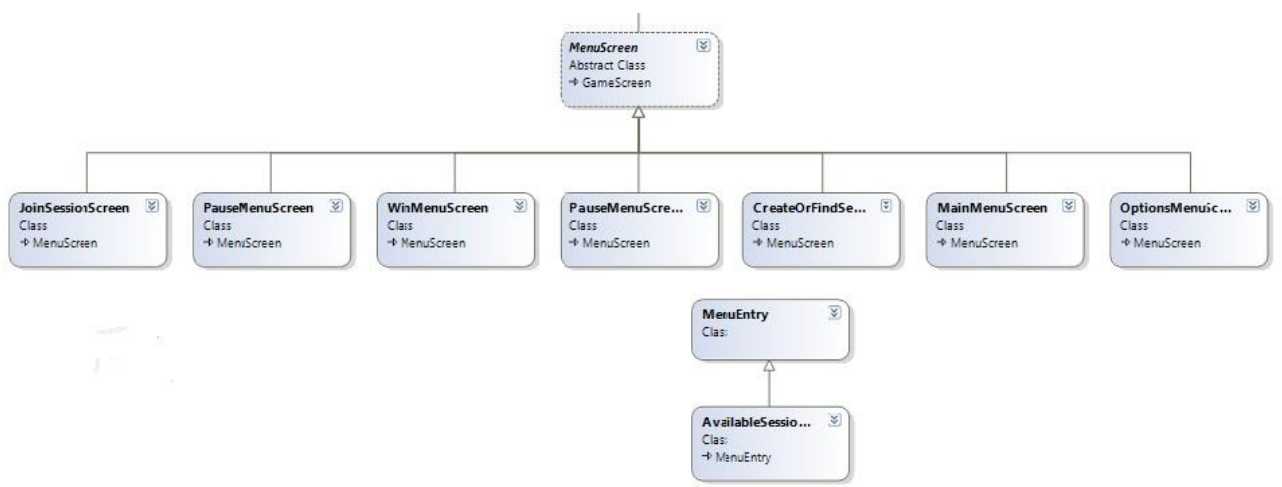 MenuScreen
Abstract Class
GameScreen
JoinSessionScreen
Class
MenuScreen
PauseMenuScreen
Class
MenuScreen
WinMenuScreen
Class
MenuScreen
PauseMenuScre...
Class
MenuScreen
CreateOrFindSe...
Class
MenuScreen
MainMenuScreen
Class
MenuScreen
OptionsMenuSc...
Class
MenuScreen
MenuEntry
Class
AvailableSessio...
Class
MenuEntry